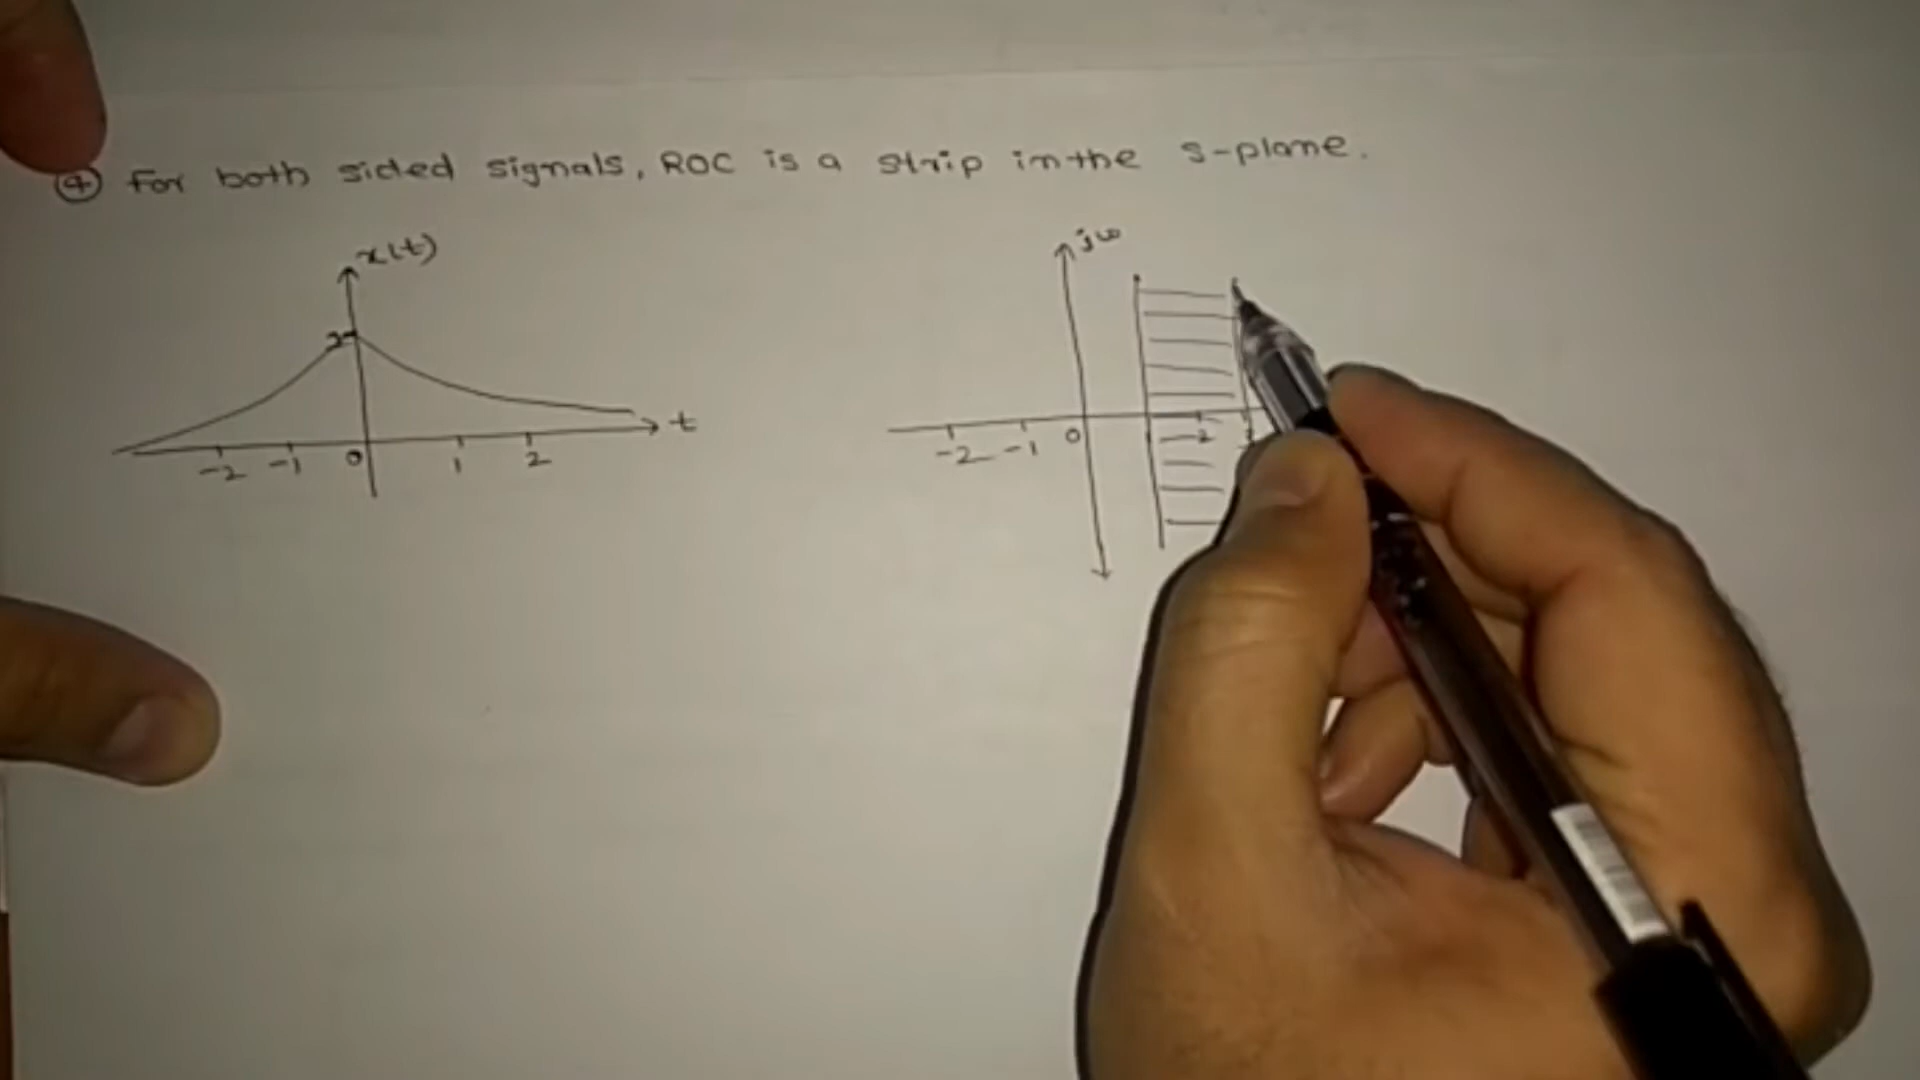 ④ For both sided signals, ROC is a strip in the s-plane.
x(t)
-2 -1 0 1 2 t
jω
-2 -1 0 2